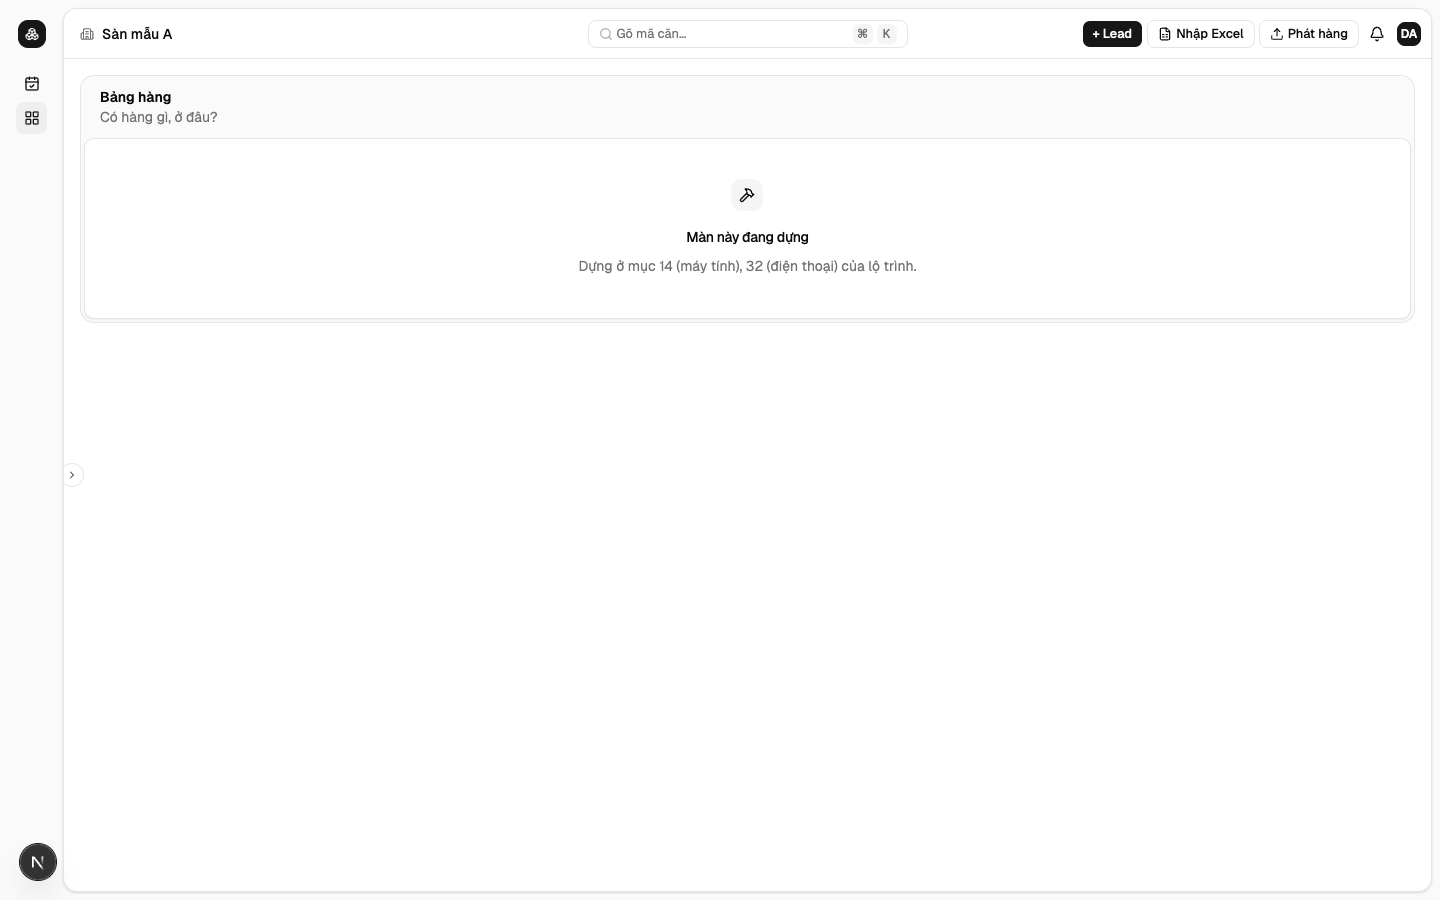 Sàn mẫu A
Gõ mã căn...
⌘ K
+ Lead
Nhập Excel
Phát hàng
DA
Bảng hàng
Có hàng gì, ở đâu?
Màn này đang dựng
Dựng ở mục 14 (máy tính), 32 (điện thoại) của lộ trình.
N